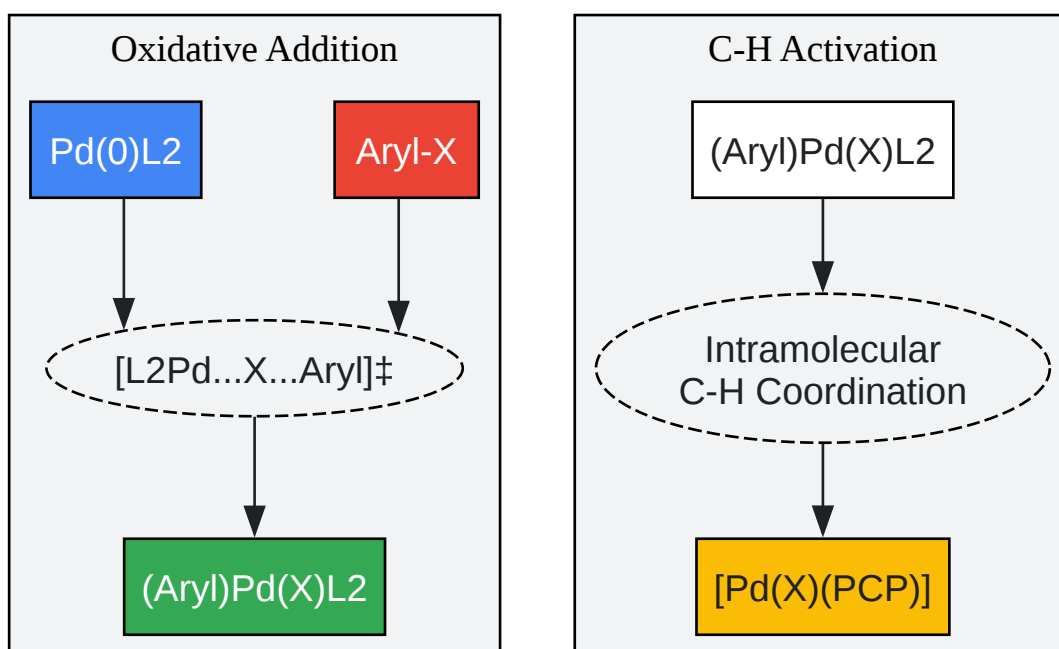 Oxidative Addition
Pd(0)L2
Aryl-X
[L2Pd...X...Aryl]‡
(Aryl)Pd(X)L2
C-H Activation
(Aryl)Pd(X)L2
Intramolecular
C-H Coordination
[Pd(X)(PCP)]